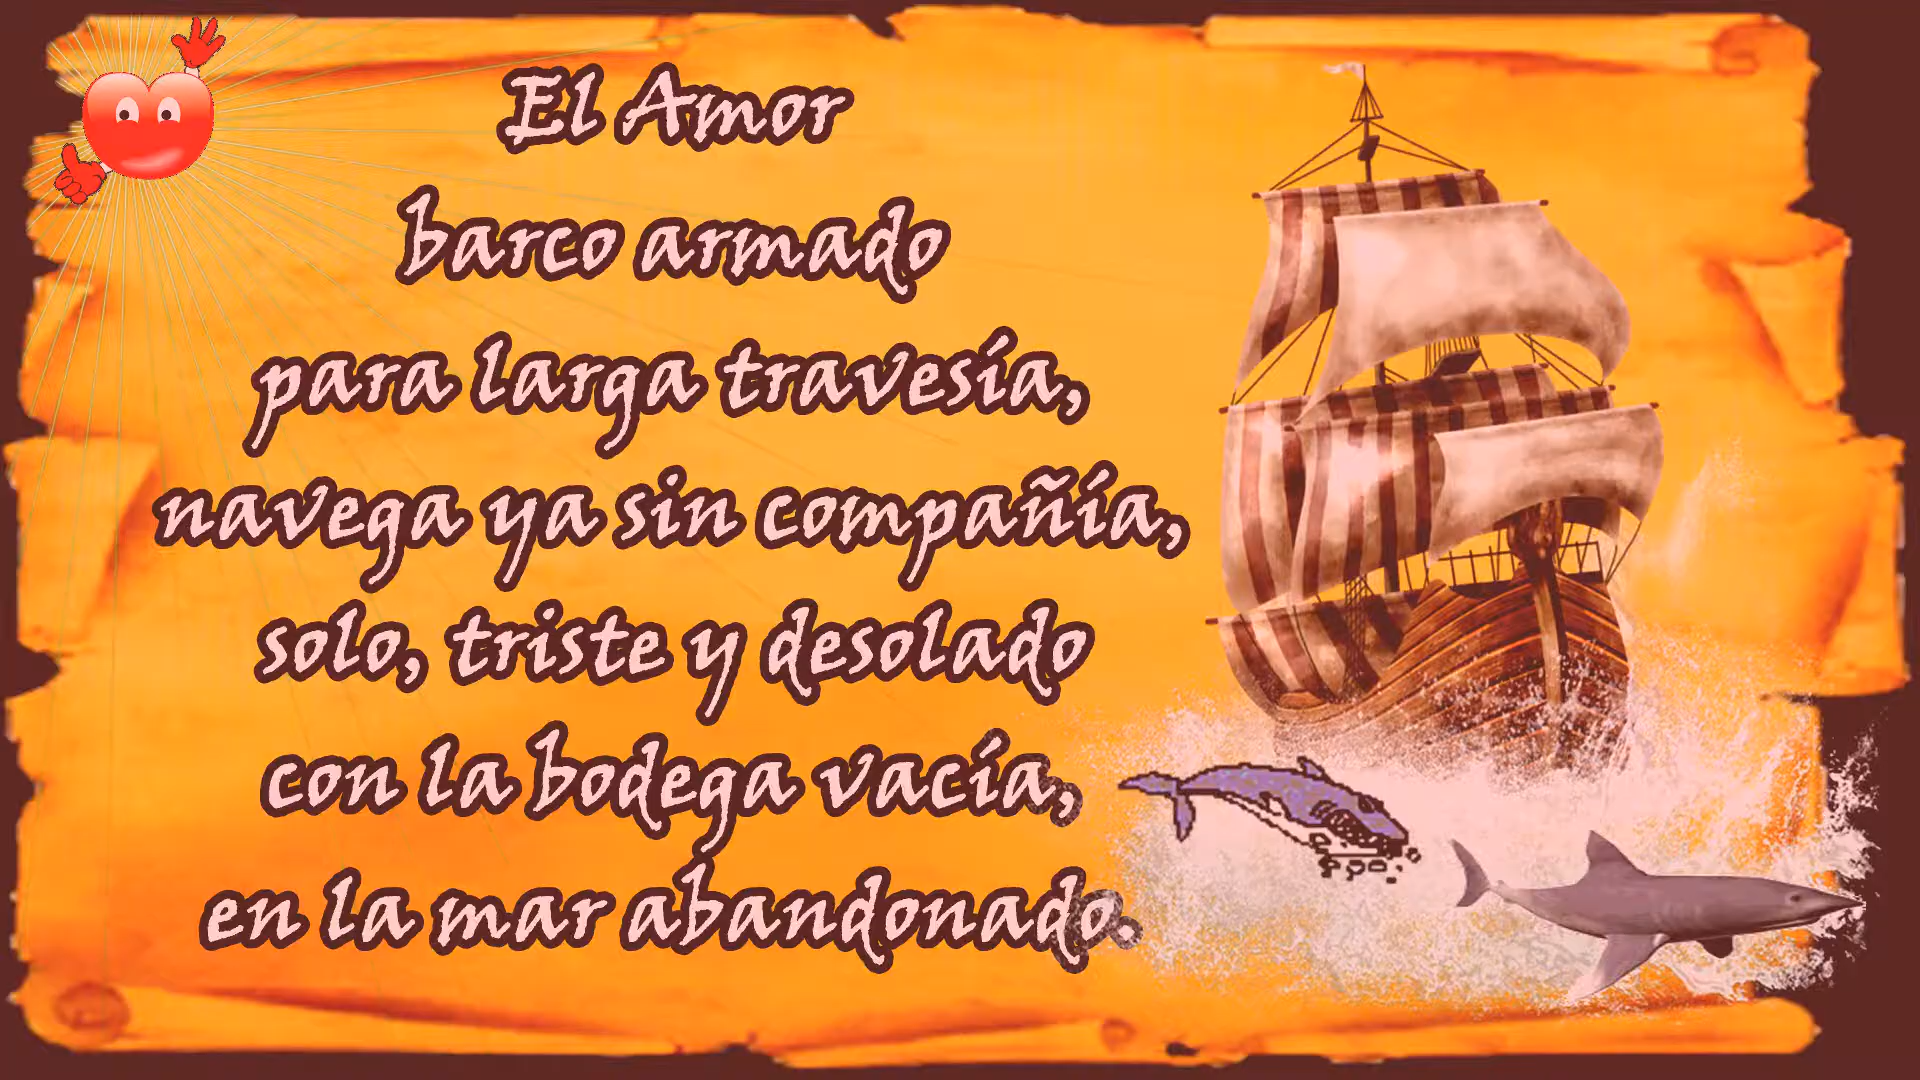 El Amor
barco armado
para larga travesía,
navega ya sin compañía,
solo, triste y desolado
con la bodega vacía,
en la mar abandonado.